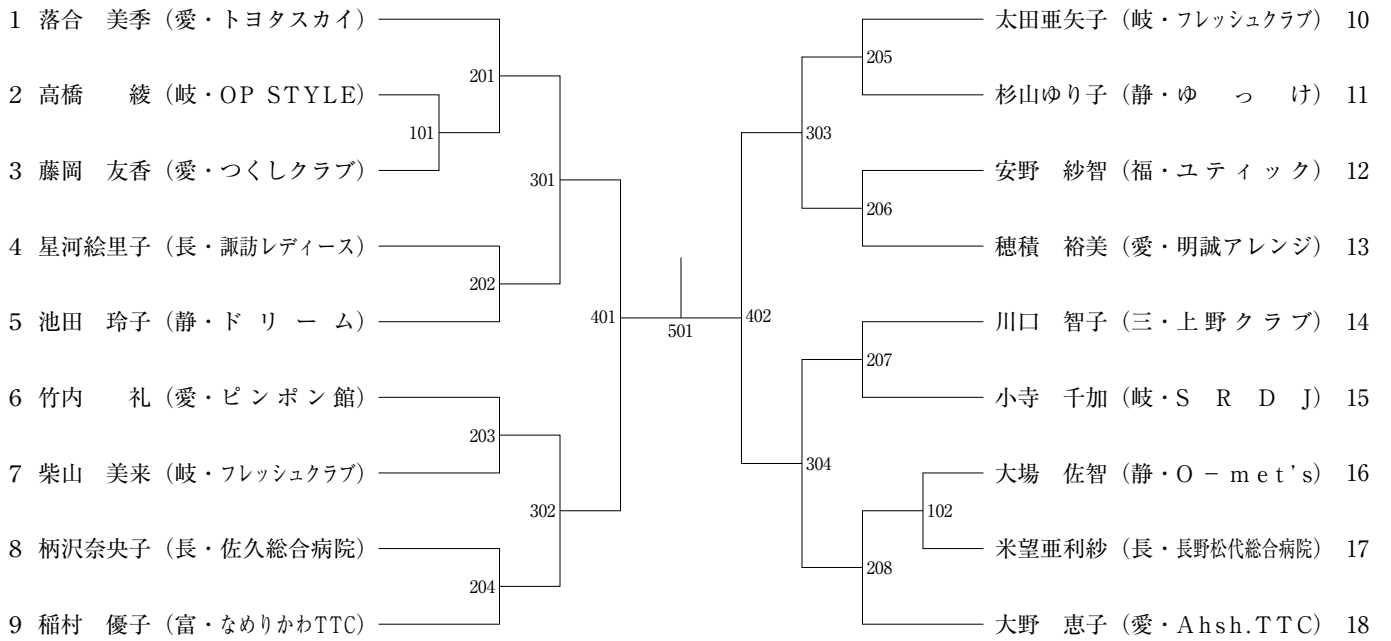 1 落合 美季 (愛・トヨタスカイ)
2 高橋 綾 (岐・OP STYLE)
3 藤岡 友香 (愛・つくしクラブ)
4 星河絵里子 (長・諏訪レディース)
5 池田 玲子 (静・ドリーム)
6 竹内 礼 (愛・ピンポン館)
7 柴山 美来 (岐・フレッシュクラブ)
8 柄沢奈央子 (長・佐久総合病院)
9 稲村 優子 (富・なめりかわTTC)
101
201
202
203
204
301
302
401
501
402
303
304
205
206
207
208
102
太田亜矢子 (岐・フレッシュクラブ) 10
杉山ゆり子 (静・ゆっけ) 11
安野 紗智 (福・ユティック) 12
穂積 裕美 (愛・明誠アレンジ) 13
川口 智子 (三・上野クラブ) 14
小寺 千加 (岐・SRDJ) 15
大場 佐智 (静・O−met's) 16
米望亜利紗 (長・長野松代総合病院) 17
大野 恵子 (愛・Ahsh.TTC) 18